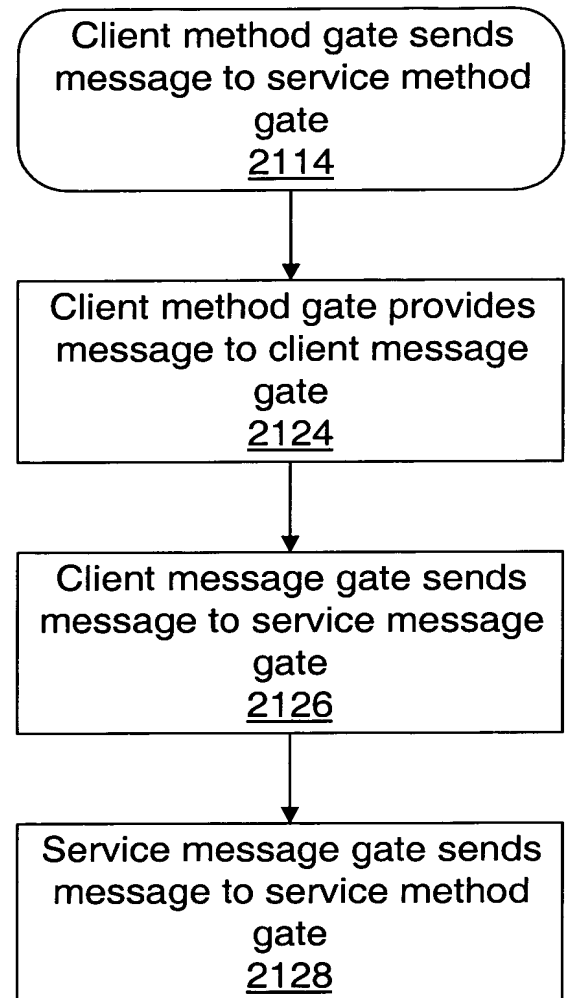 Client method gate sends
message to service method
gate
2114
Client method gate provides
message to client message
gate
2124
Client message gate sends
message to service message
gate
2126
Service message gate sends
message to service method
gate
2128